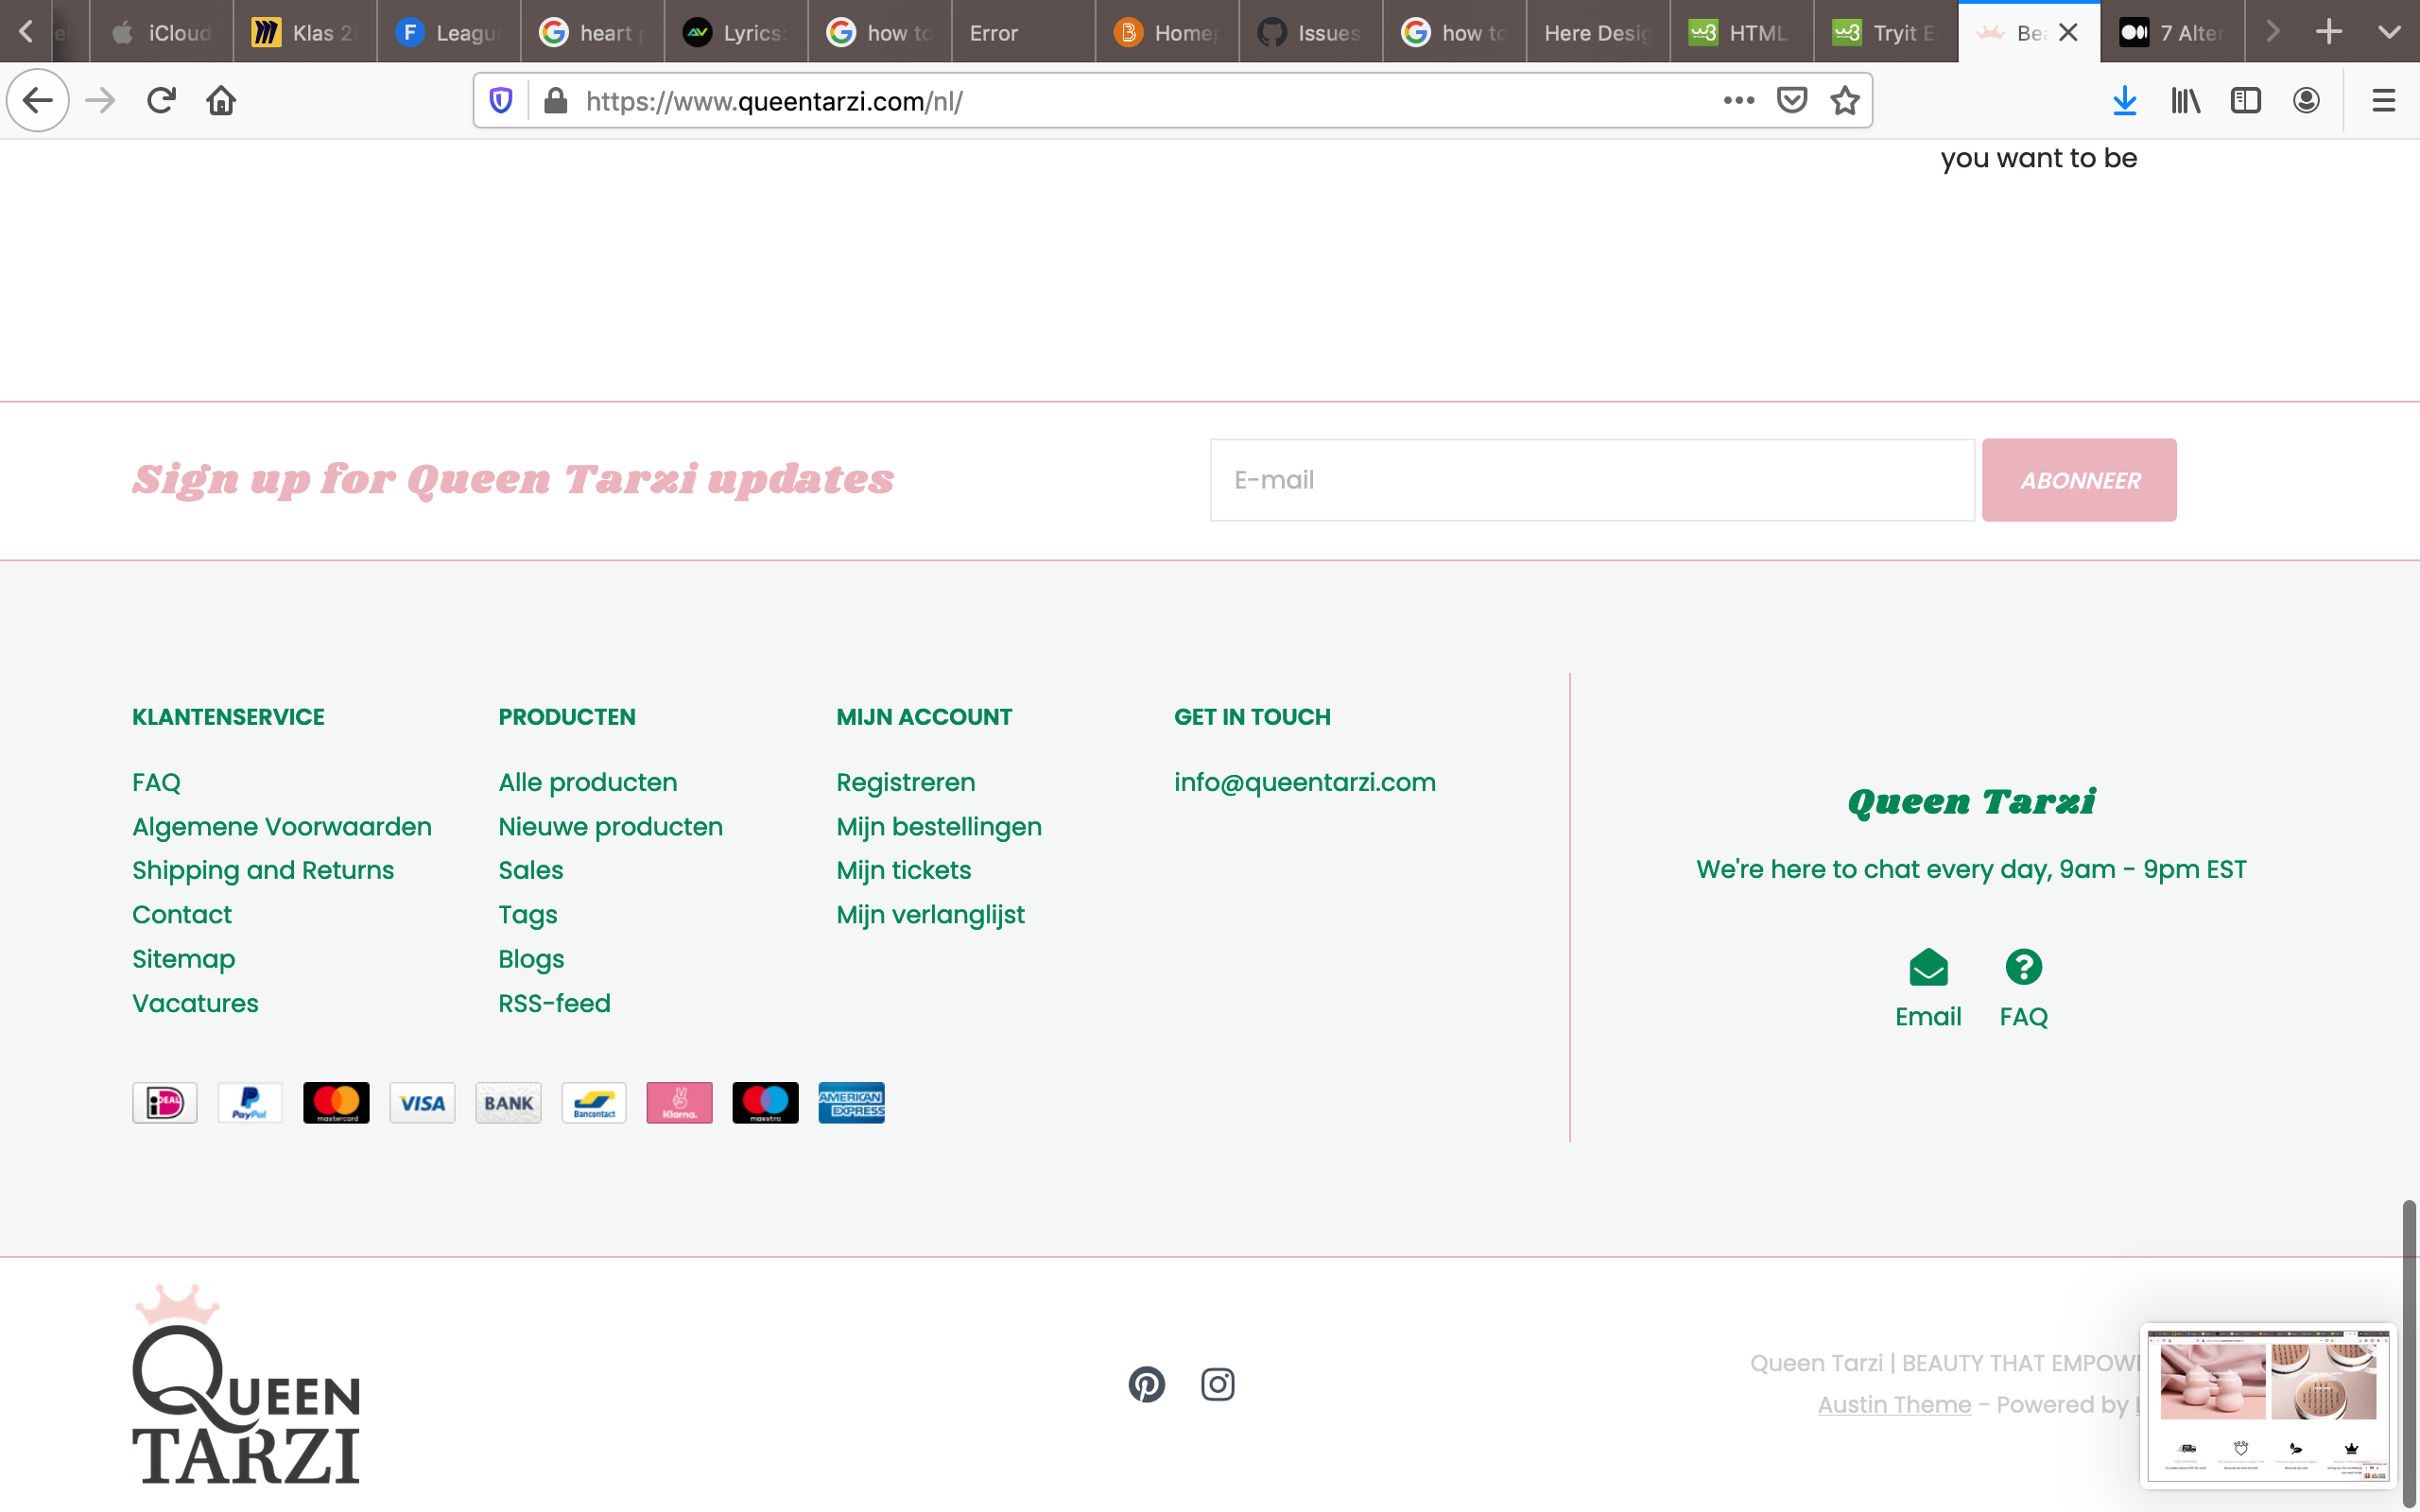 iCloud
Klas
Leagu
heart
Lyrics:
how to
Error
Home
Issues
how to
Here Desig
HTML
Tryit E
Bea
7 Alter
https://www.queentarzi.com/nl/
you want to be
Sign up for Queen Tarzi updates
E-mail
ABONNEER
KLANTENSERVICE
FAQ
Algemene Voorwaarden
Shipping and Returns
Contact
Sitemap
Vacatures
PRODUCTEN
Alle producten
Nieuwe producten
Sales
Tags
Blogs
RSS-feed
MIJN ACCOUNT
Registreren
Mijn bestellingen
Mijn tickets
Mijn verlanglijst
GET IN TOUCH
info@queentarzi.com
Queen Tarzi
We're here to chat every day, 9am - 9pm EST
Email
FAQ
iDEAL
PayPal
mastercard
VISA
BANK
Bancontact
Klarna.
maestro
AMERICAN EXPRESS
QUEEN
TARZI
Queen Tarzi | BEAUTY THAT EMPOW
Austin Theme - Powered by